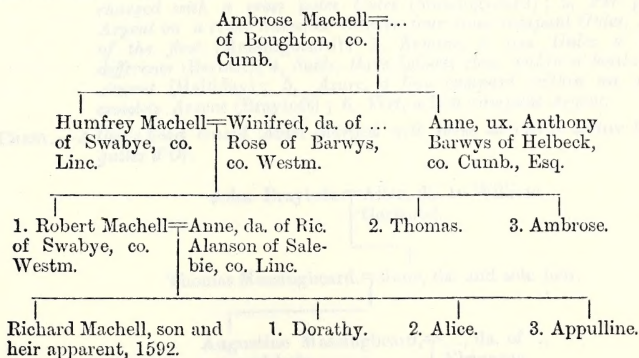 Ambrose Machell=...
of Boughton, co.
Cumb.
Humfrey Machell=Winifred, da. of ...
of Swabye, co.
Linc.
Rose of Barwys,
co. Westm.
Anne, ux. Anthony
Barwys of Helbeck,
co. Cumb., Esq.
1. Robert Machell=Anne, da. of Ric.
of Swabye, co.
Westm.
Alanson of Sale-
bie, co. Linc.
2. Thomas.
3. Ambrose.
Richard Machell, son and
heir apparent, 1592.
1. Dorathy.
2. Alice.
3. Appulline.